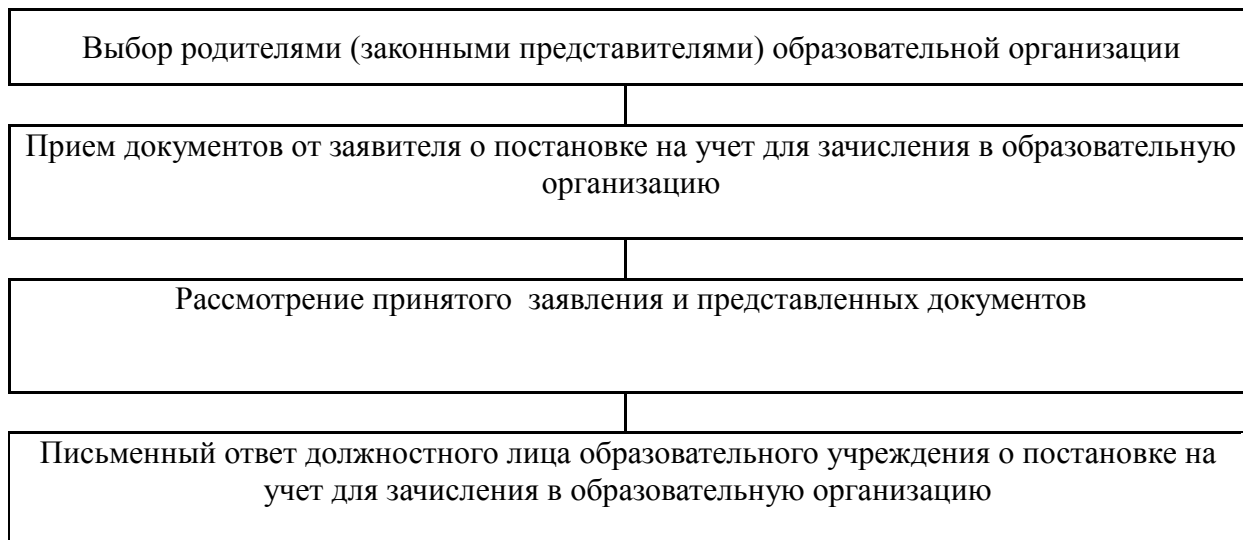 Выбор родителями (законными представителями) образовательной организации
Прием документов от заявителя о постановке на учет для зачисления в образовательную
организацию
Рассмотрение принятого  заявления и представленных документов
Письменный ответ должностного лица образовательного учреждения о постановке на
учет для зачисления в образовательную организацию